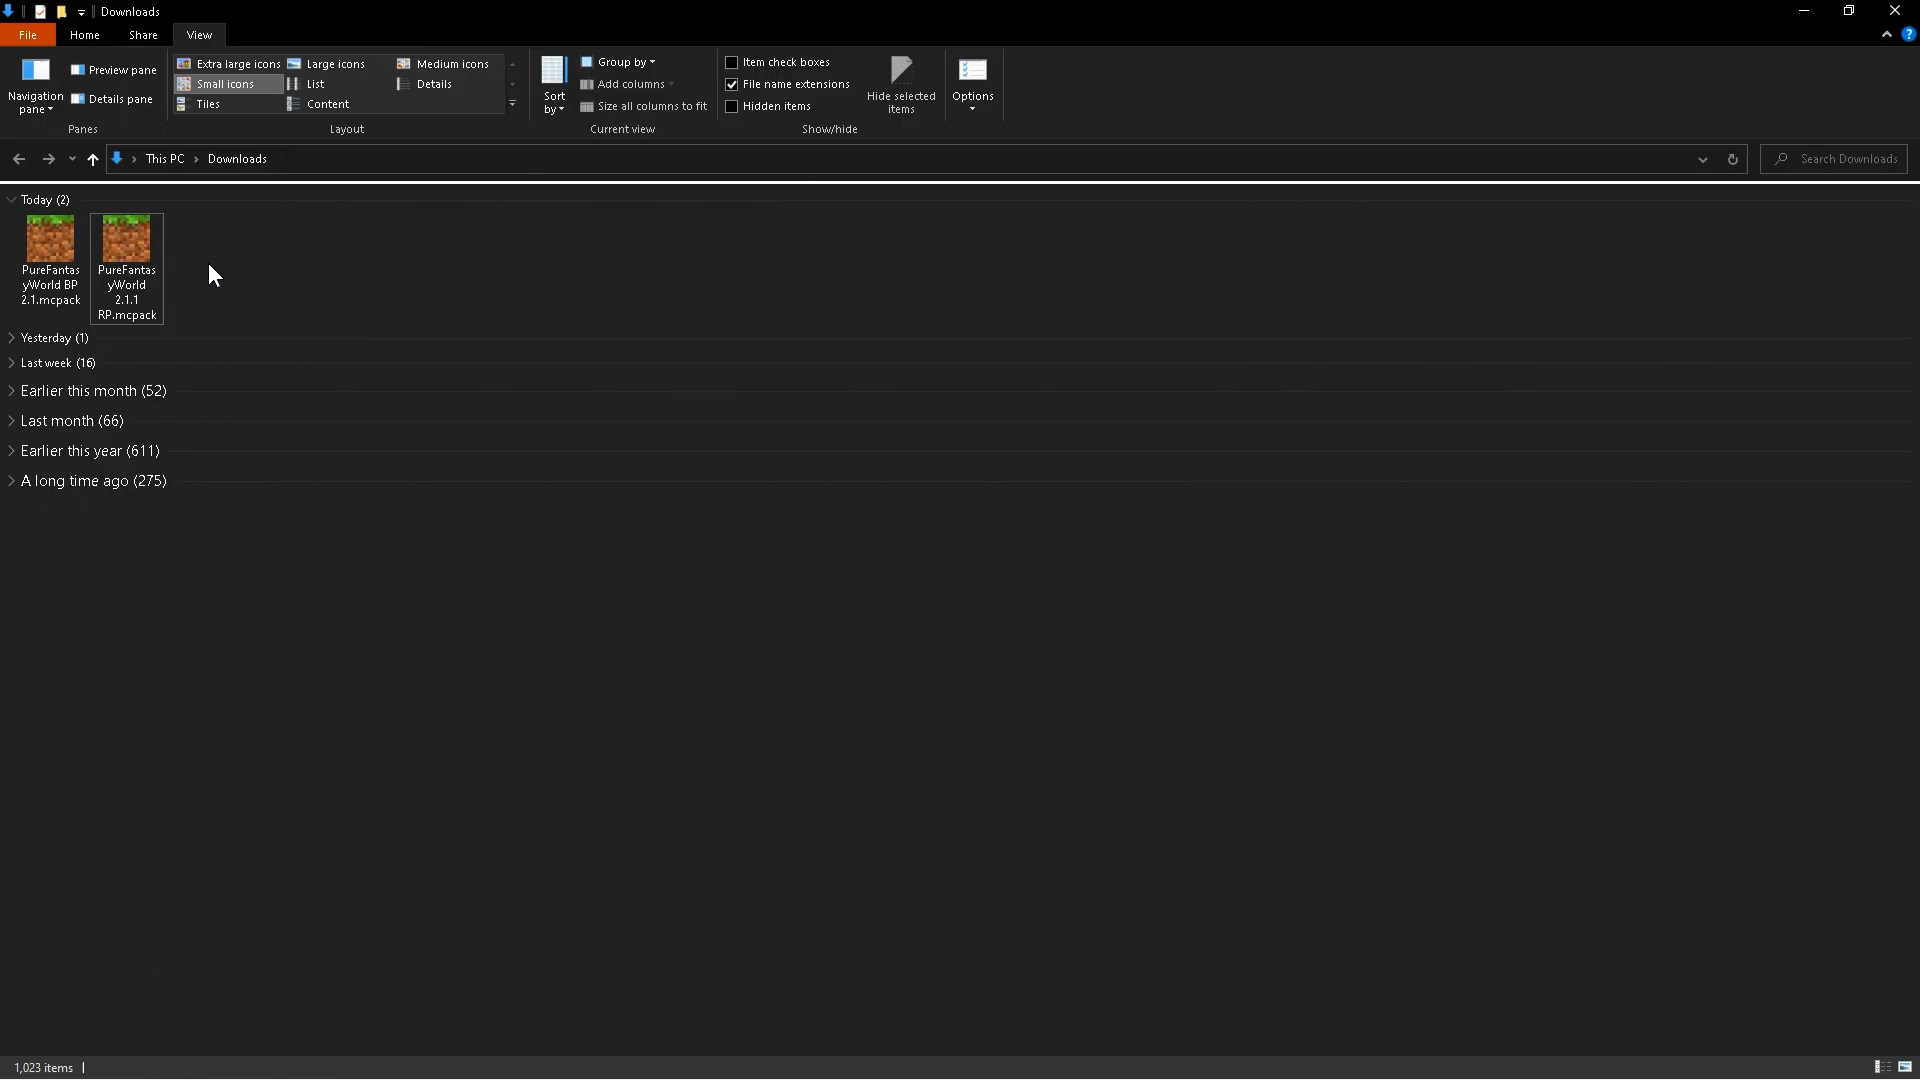 Downloads
File Home Share View
Navigation pane
Preview pane
Details pane
Panes
Extra large icons Large icons Medium icons
Small icons List Details
Tiles Content
Layout
Sort by
Group by
Add columns
Size all columns to fit
Current view
Item check boxes
File name extensions
Hidden items
Hide selected items
Show/hide
Options
This PC > Downloads
Search Downloads
Today (2)
PureFantas
yWorld BP
2.1.mcpack
PureFantas
yWorld
2.1.1
RP.mcpack
Yesterday (1)
Last week (16)
Earlier this month (52)
Last month (66)
Earlier this year (611)
A long time ago (275)
1,023 items